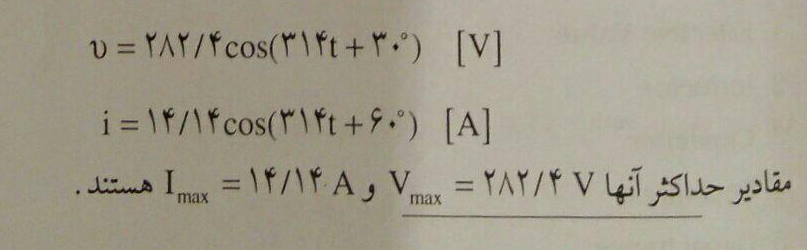 υ = ۲۸۲/۴cos(۳۱۴t + ۳۰°) [V]
i = ۱۴/۱۴cos(۳۱۴t + ۶۰°) [A]
مقادیر حداکثر آنها V_max = ۲۸۲/۴ V و I_max = ۱۴/۱۴ A هستند.